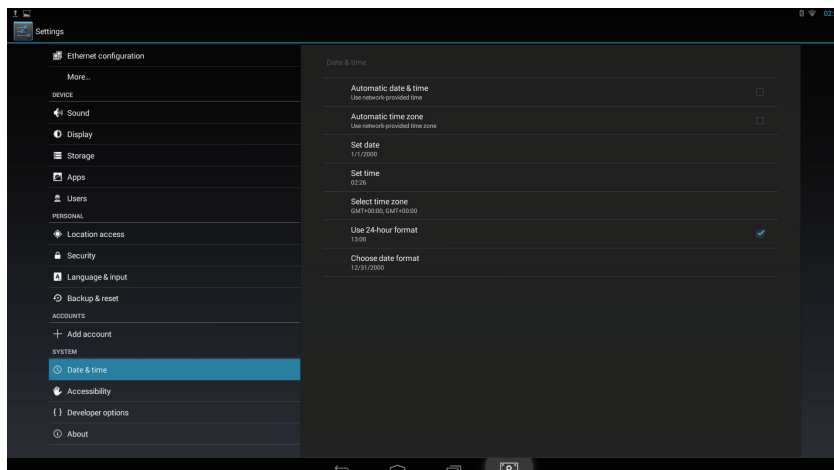 02:
Settings
Ethernet configuration
More...
DEVICE
Sound
Display
Storage
Apps
Users
PERSONAL
Location access
Security
Language & input
Backup & reset
ACCOUNTS
Add account
SYSTEM
Date & time
Accessibility
Developer options
About
Date & time
Automatic date & time
Use network-provided time
Automatic time zone
Use network-provided time zone
Set date
1/1/2000
Set time
02:26
Select time zone
GMT+00:00, GMT+00:00
Use 24-hour format
13:00
Choose date format
12/31/2000